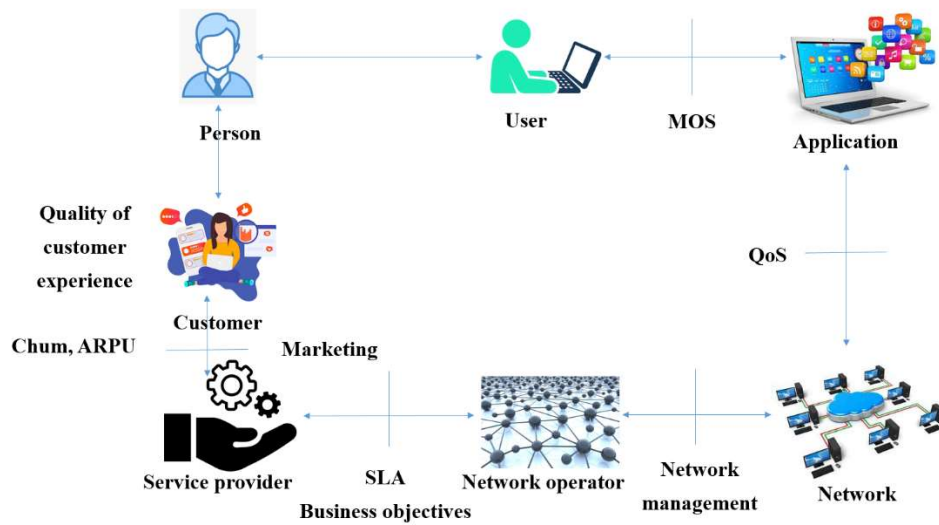 Person
User
MOS
Application
Quality of
customer
experience
QoS
Customer
Chum, ARPU
Marketing
Service provider
SLA
Business objectives
Network operator
Network
management
Network